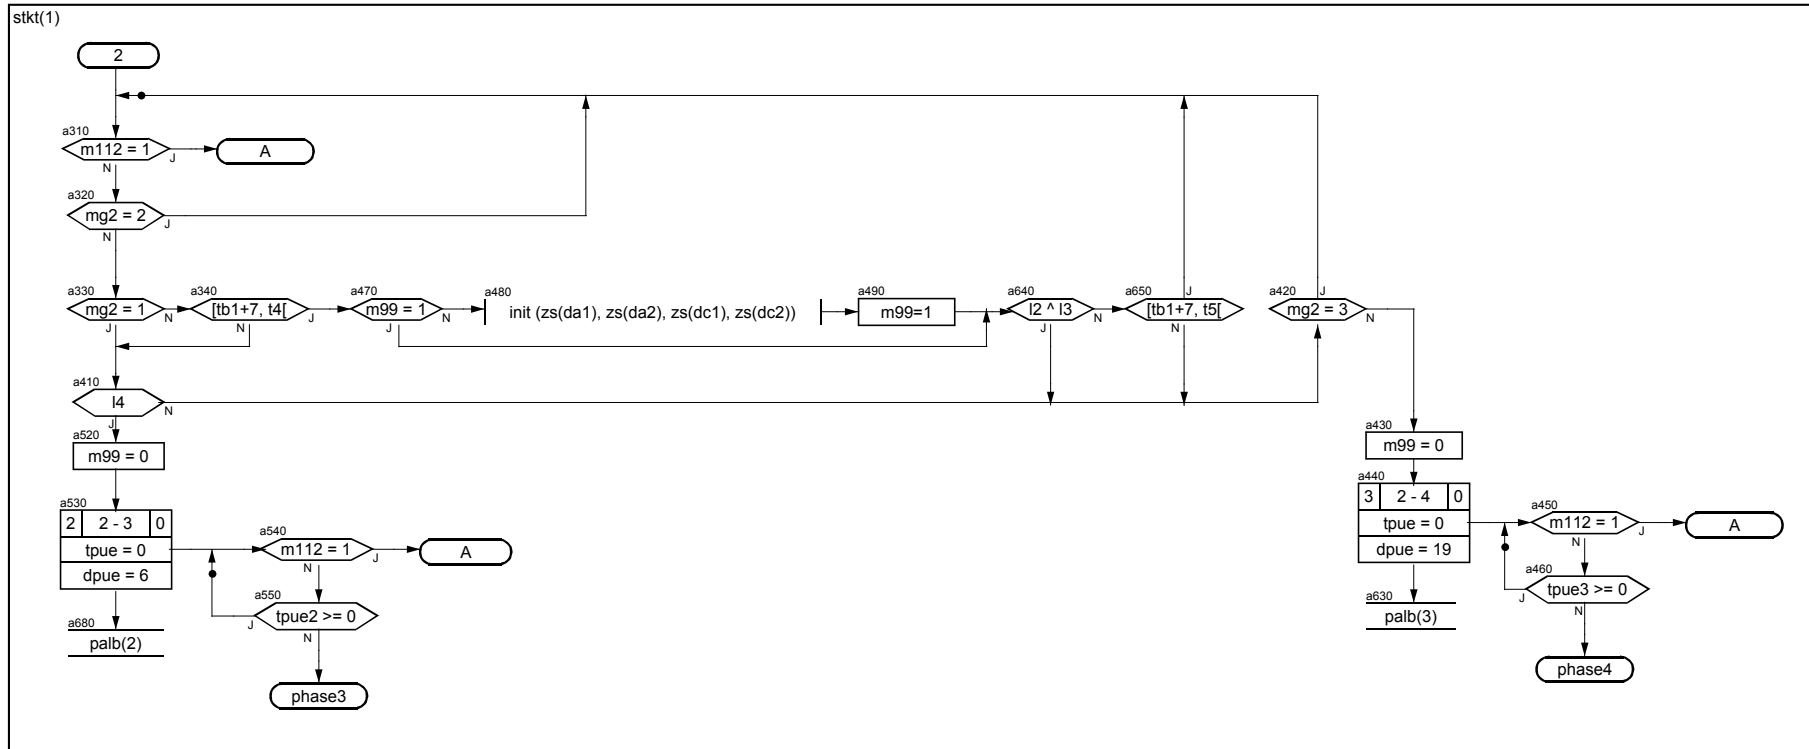 stkt(1)
2
a310
m112 = 1
J
N
A
a320
mg2 = 2
J
N
a330
mg2 = 1
N
J
a340
[tb1+7, t4[
J
N
a470
m99 = 1
N
J
a480
init (zs(da1), zs(da2), zs(dc1), zs(dc2))
a490
m99=1
a640
l2 ^ l3
N
J
a650
[tb1+7, t5[
J
N
a420
mg2 = 3
J
N
a410
l4
N
J
a520
m99 = 0
a530
2 2 - 3 0
tpue = 0
dpue = 6
a680
palb(2)
a540
m112 = 1
J
N
A
a550
tpue2 >= 0
J
N
phase3
a430
m99 = 0
a440
3 2 - 4 0
tpue = 0
dpue = 19
a630
palb(3)
a450
m112 = 1
J
N
A
a460
tpue3 >= 0
J
N
phase4